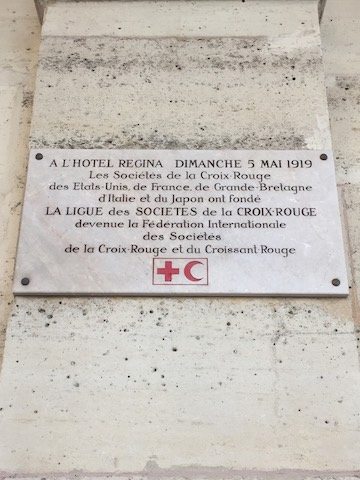 A L'HOTEL REGINA DIMANCHE 5 MAI 1919
Les Sociétés de la Croix-Rouge
des Etats-Unis, de France, de Grande-Bretagne
d'Italie et du Japon ont fondé
LA LIGUE des SOCIETES de la CROIX-ROUGE
devenue la Fédération Internationale
des Sociétés
de la Croix-Rouge et du Croissant-Rouge